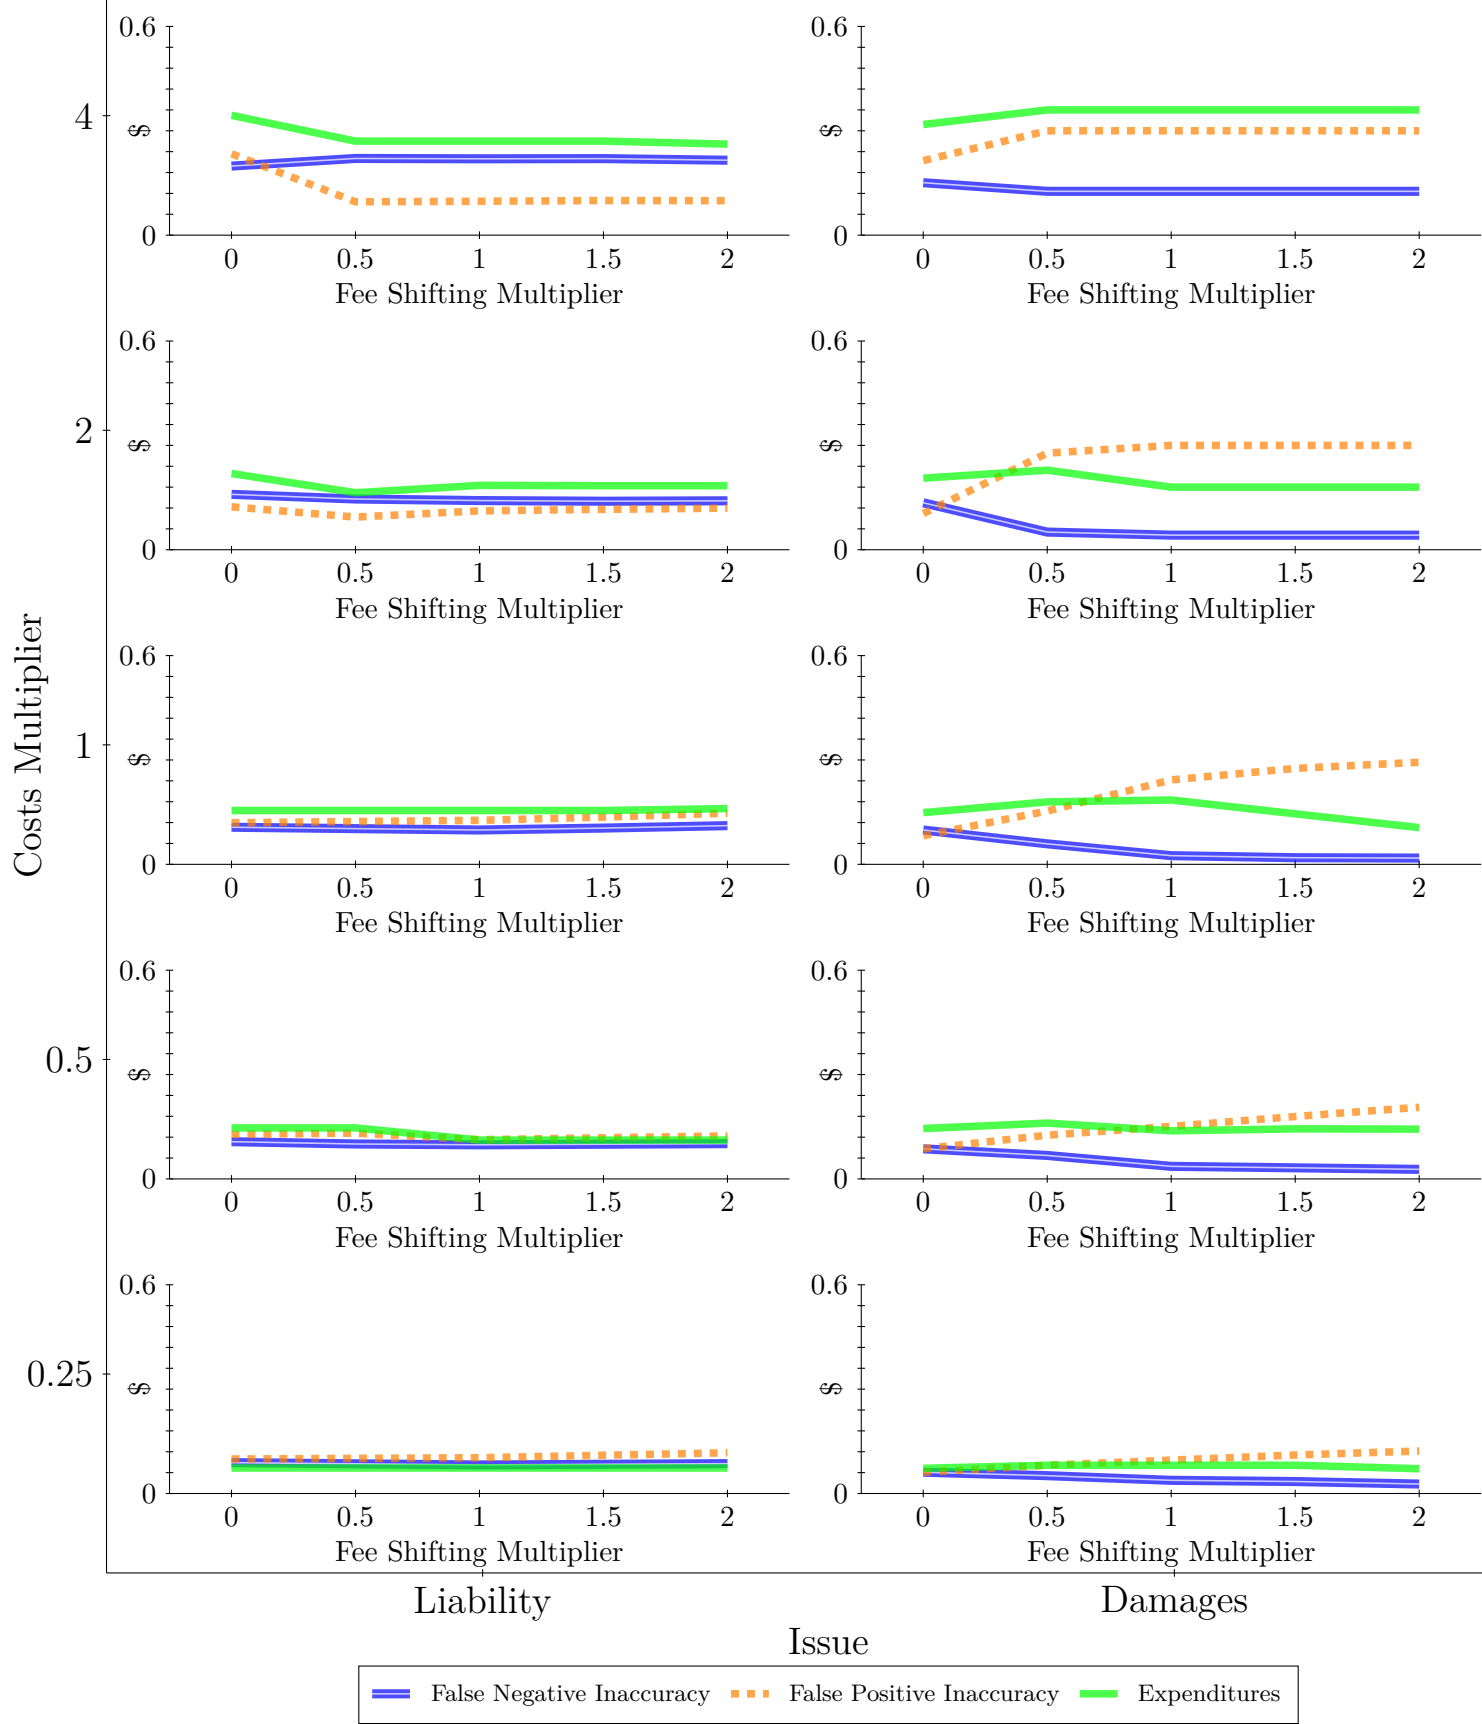 0.6
4
$
0
0 0.5 1 1.5 2
Fee Shifting Multiplier
0.6
$
0
0 0.5 1 1.5 2
Fee Shifting Multiplier
0.6
2
$
0
0 0.5 1 1.5 2
Fee Shifting Multiplier
0.6
$
0
0 0.5 1 1.5 2
Fee Shifting Multiplier
Costs Multiplier
0.6
1
$
0
0 0.5 1 1.5 2
Fee Shifting Multiplier
0.6
$
0
0 0.5 1 1.5 2
Fee Shifting Multiplier
0.6
0.5
$
0
0 0.5 1 1.5 2
Fee Shifting Multiplier
0.6
$
0
0 0.5 1 1.5 2
Fee Shifting Multiplier
0.6
0.25
$
0
0 0.5 1 1.5 2
Fee Shifting Multiplier
0.6
$
0
0 0.5 1 1.5 2
Fee Shifting Multiplier
Liability Damages
Issue
False Negative Inaccuracy False Positive Inaccuracy Expenditures